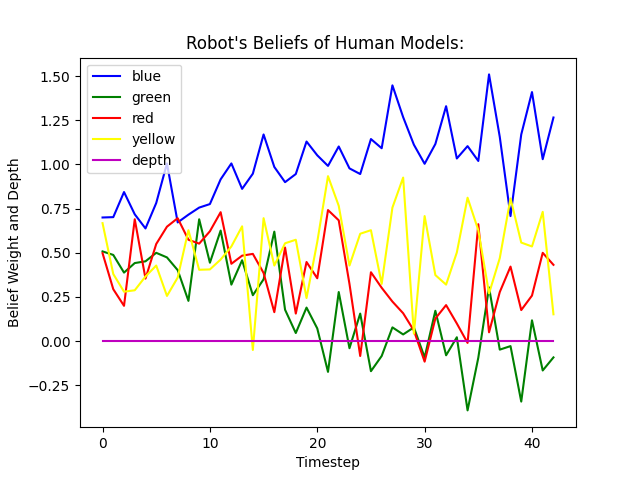 Robot's Beliefs of Human Models:
blue
green
red
yellow
depth
1.50
1.25
1.00
0.75
0.50
0.25
0.00
−0.25
Belief Weight and Depth
0 10 20 30 40
Timestep